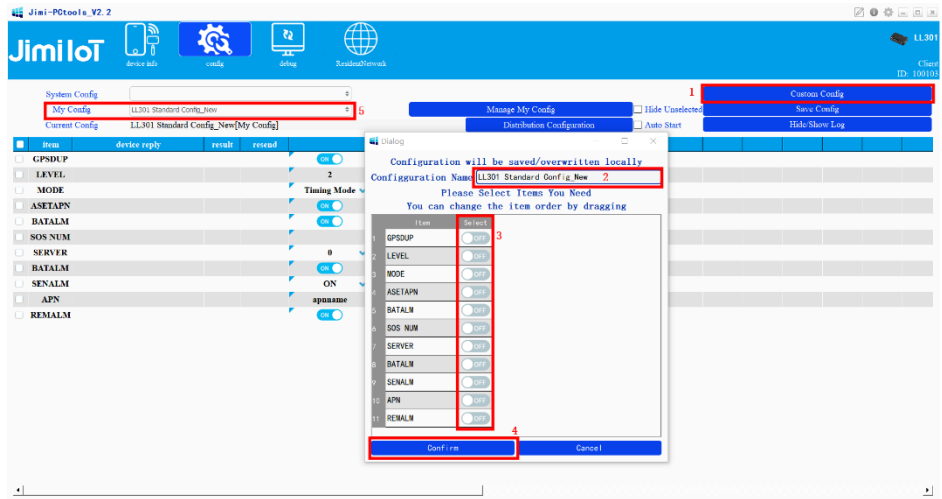 Jimi-PCtools_V2.2
JimiIoT
device info
config
debug
ResidentNetwork
LL301
Client
ID: 100103
System Config
1
Custom Config
My Config
LL301 Standard Config_New
5
Manage My Config
Hide Unselected
Save Config
Current Config
LL301 Standard Config_New[My Config]
Distribution Configuration
Auto Start
Hide/Show Log
item device reply result resend
GPSDUP ON
LEVEL 2
MODE Timing Mode
ASETAPN ON
BATALM ON
SOS NUM
SERVER 0
BATALM ON
SENALM ON
APN apnname
REMALM ON
Dialog
Configuration will be saved/overwritten locally
Configguration Name LL301 Standard Config_New 2
Please Select Items You Need
You can change the item order by dragging
Item Select
1 GPSDUP OFF 3
2 LEVEL OFF
3 MODE OFF
4 ASETAPN OFF
5 BATALM OFF
6 SOS NUM OFF
7 SERVER OFF
8 BATALM OFF
9 SENALM OFF
10 APN OFF
11 REMALM OFF
4
Confirm
Cancel